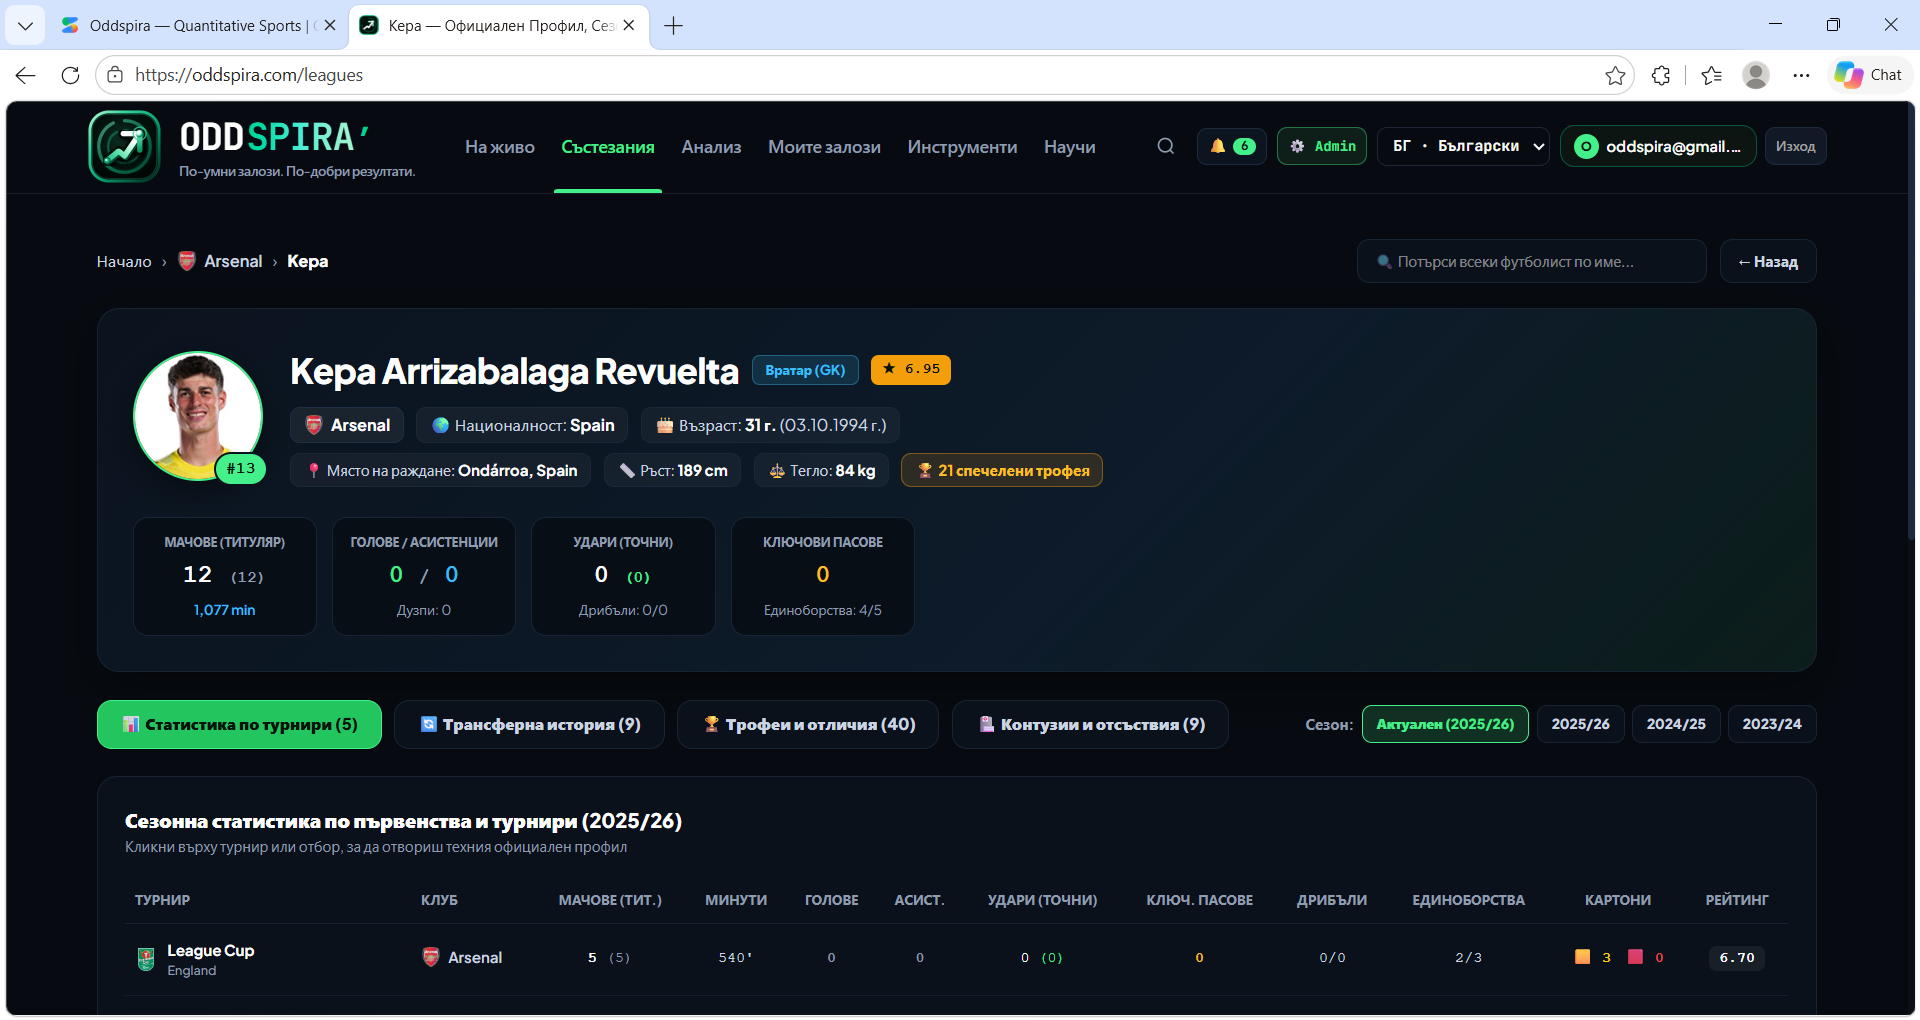 Oddspira — Quantitative Sports |
Kepa — Официален Профил, Сез
https://oddspira.com/leagues
Chat
ODDSPIRA'
По-умни залози. По-добри резултати.
На живо
Състезания
Анализ
Моите залози
Инструменти
Научи
6
Admin
БГ · Български
O
oddspira@gmail....
Изход
Начало › Arsenal › Kepa
Потърси всеки футболист по име...
← Назад
Kepa Arrizabalaga Revuelta
Вратар (GK)
★ 6.95
#13
Arsenal
Националност: Spain
Възраст: 31 г. (03.10.1994 г.)
Място на раждане: Ondárroa, Spain
Ръст: 189 cm
Тегло: 84 kg
21 спечелени трофея
МАЧОВЕ (ТИТУЛЯР)
12 (12)
1,077 min
ГОЛОВЕ / АСИСТЕНЦИИ
0 / 0
Дузпи: 0
УДАРИ (ТОЧНИ)
0 (0)
Дрибъли: 0/0
КЛЮЧОВИ ПАСОВЕ
0
Единоборства: 4/5
Статистика по турнири (5)
Трансферна история (9)
Трофеи и отличия (40)
Контузии и отсъствия (9)
Сезон:
Актуален (2025/26)
2025/26
2024/25
2023/24
Сезонна статистика по първенства и турнири (2025/26)
Кликни върху турнир или отбор, за да отвориш техния официален профил
ТУРНИР КЛУБ МАЧОВЕ (ТИТ.) МИНУТИ ГОЛОВЕ АСИСТ. УДАРИ (ТОЧНИ) КЛЮЧ. ПАСОВЕ ДРИБЪЛИ ЕДИНОБОРСТВА КАРТОНИ РЕЙТИНГ
League Cup
England
Arsenal 5 (5) 540' 0 0 0 (0) 0 0/0 2/3 3 0 6.70